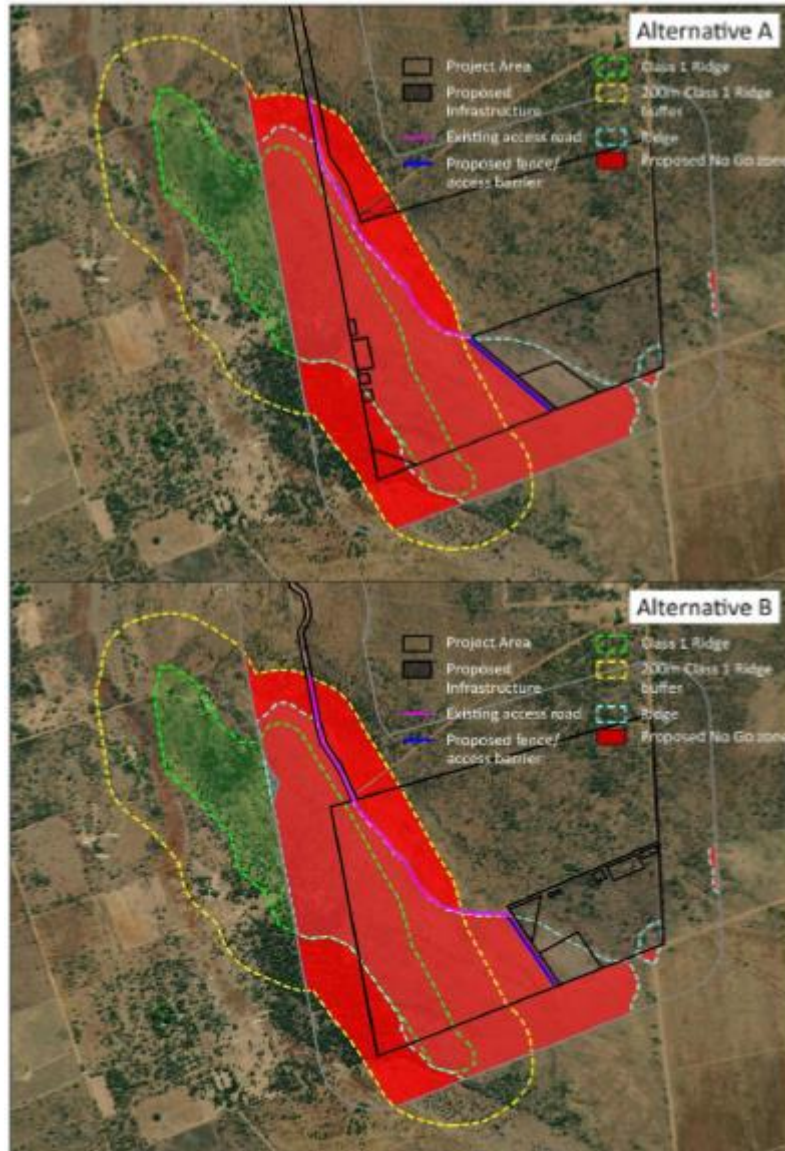 Alternative A
Project Area
Proposed
Infrastructure
Existing access road
Proposed fence/
access barrier
Class 1 Ridge
200m Class 1 Ridge
buffer
Ridge
Proposed No Go zone
Alternative B
Project Area
Proposed
Infrastructure
Existing access road
Proposed fence/
access barrier
Class 1 Ridge
200m Class 1 Ridge
buffer
Ridge
Proposed No Go zone